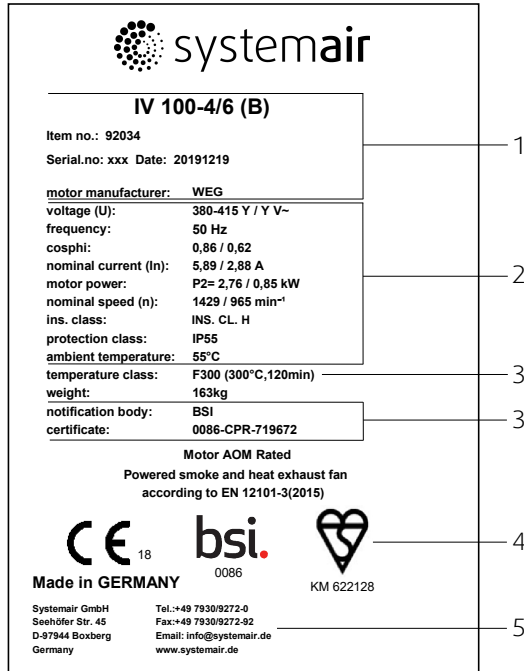 systemair
IV 100-4/6 (B)
Item no.: 92034
Serial.no: xxx Date: 20191219
1
motor manufacturer: WEG
voltage (U): 380-415 Y / Y V~
frequency: 50 Hz
cosphi: 0,86 / 0,62
nominal current (In): 5,89 / 2,88 A
2
motor power: P2= 2,76 / 0,85 kW
nominal speed (n): 1429 / 965 min-¹
ins. class: INS. CL. H
protection class: IP55
ambient temperature: 55°C
temperature class: F300 (300°C,120min) 3
weight: 163kg
notification body: BSI
3
certificate: 0086-CPR-719672
Motor AOM Rated
Powered smoke and heat exhaust fan
according to EN 12101-3(2015)
CE 18 bsi. 4
0086
KM 622128
Made in GERMANY
Systemair GmbH Tel.:+49 7930/9272-0
Seehöfer Str. 45 Fax:+49 7930/9272-92 5
D-97944 Boxberg Email: info@systemair.de
Germany www.systemair.de